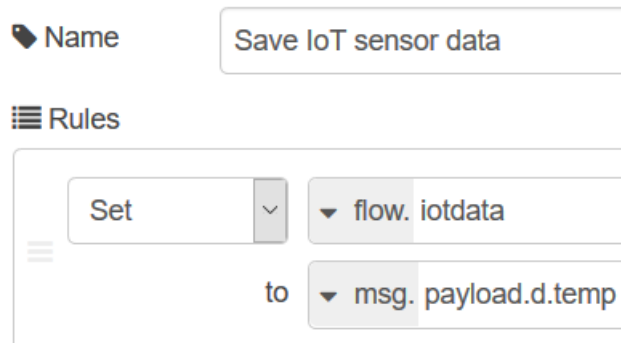 Name Save IoT sensor data
Rules
Set flow. iotdata
to msg. payload.d.temp